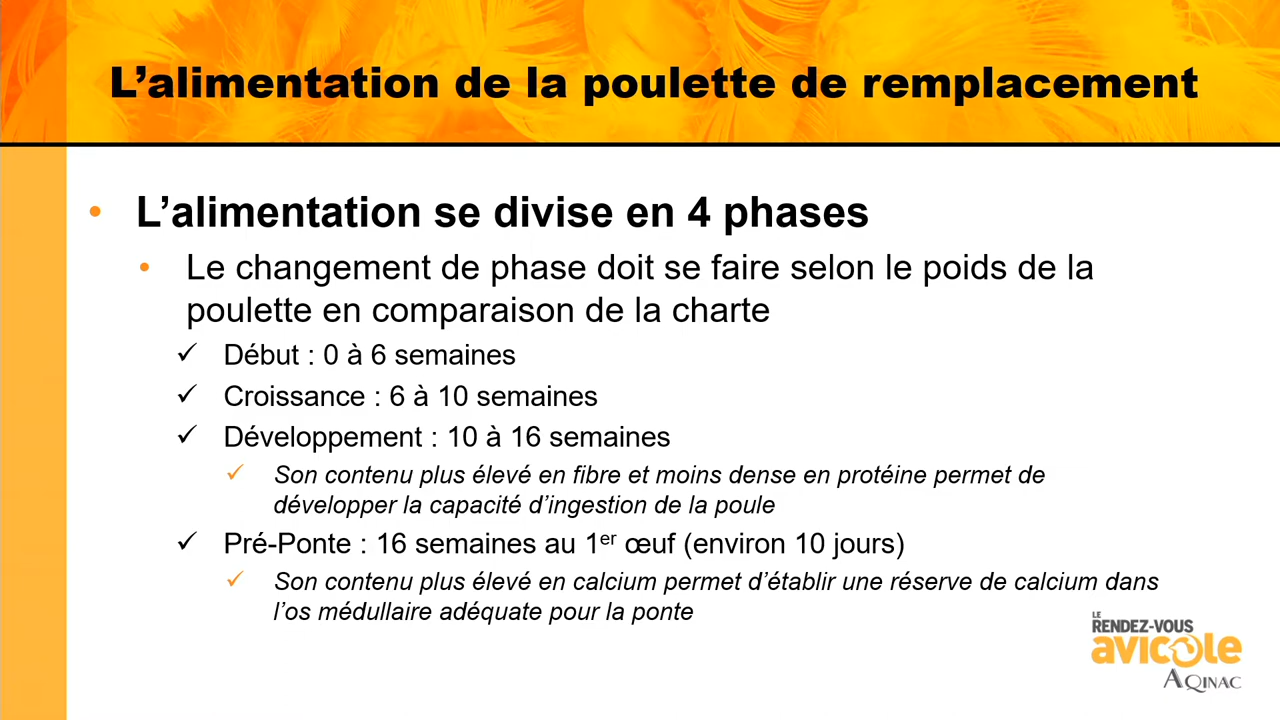 L’alimentation de la poulette de remplacement
• L’alimentation se divise en 4 phases
• Le changement de phase doit se faire selon le poids de la
poulette en comparaison de la charte
✓ Début : 0 à 6 semaines
✓ Croissance : 6 à 10 semaines
✓ Développement : 10 à 16 semaines
✓ Son contenu plus élevé en fibre et moins dense en protéine permet de
développer la capacité d’ingestion de la poule
✓ Pré-Ponte : 16 semaines au 1er œuf (environ 10 jours)
✓ Son contenu plus élevé en calcium permet d’établir une réserve de calcium dans
l’os médullaire adéquate pour la ponte
LE
RENDEZ-VOUS
avicole
AQINAC